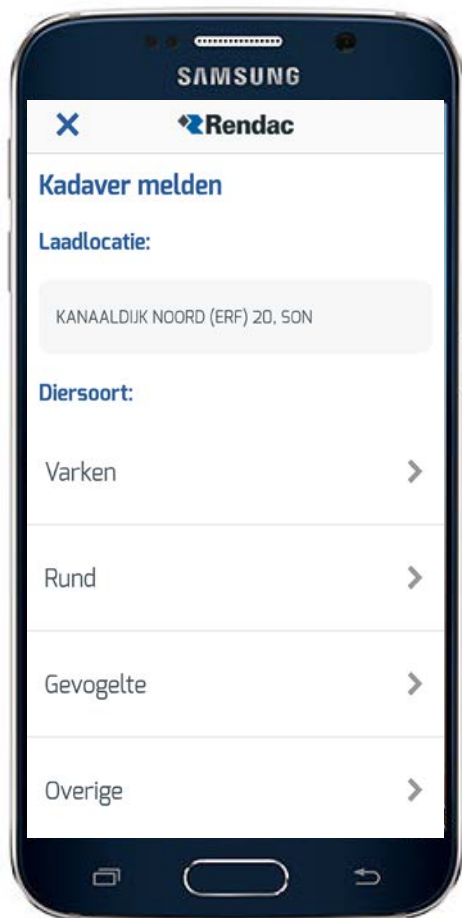 SAMSUNG
Rendac
Kadaver melden
Laadlocatie:
KANAALDIJK NOORD (ERF) 20, SON
Diersoort:
Varken
Rund
Gevogelte
Overige